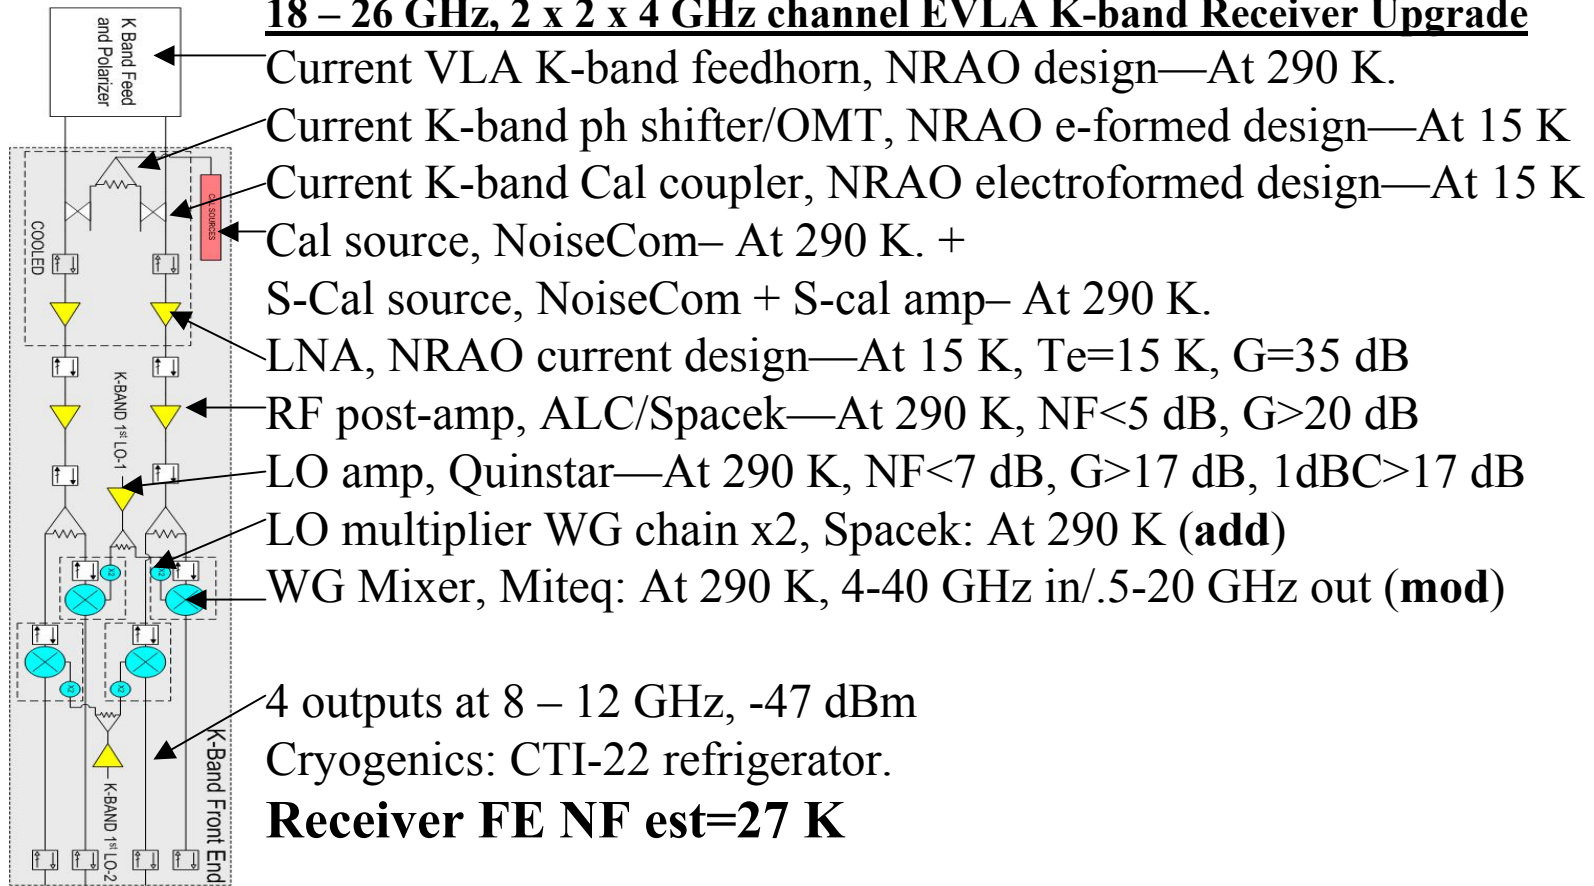 18 – 26 GHz, 2 x 2 x 4 GHz channel EVLA K-band Receiver Upgrade
K Band Feed
and Polarizer
Current VLA K-band feedhorn, NRAO design—At 290 K.
Current K-band ph shifter/OMT, NRAO e-formed design—At 15 K
Current K-band Cal coupler, NRAO electroformed design—At 15 K
CAL SOURCES
COOLED
Cal source, NoiseCom– At 290 K. +
S-Cal source, NoiseCom + S-cal amp– At 290 K.
LNA, NRAO current design—At 15 K, Te=15 K, G=35 dB
RF post-amp, ALC/Spacek—At 290 K, NF<5 dB, G>20 dB
K-BAND 1st LO-1
LO amp, Quinstar—At 290 K, NF<7 dB, G>17 dB, 1dBC>17 dB
LO multiplier WG chain x2, Spacek: At 290 K (add)
X2
X2
WG Mixer, Miteq: At 290 K, 4-40 GHz in/.5-20 GHz out (mod)
X2
X2
4 outputs at 8 – 12 GHz, -47 dBm
Cryogenics: CTI-22 refrigerator.
K-BAND 1st LO-2
K-Band Front End
Receiver FE NF est=27 K